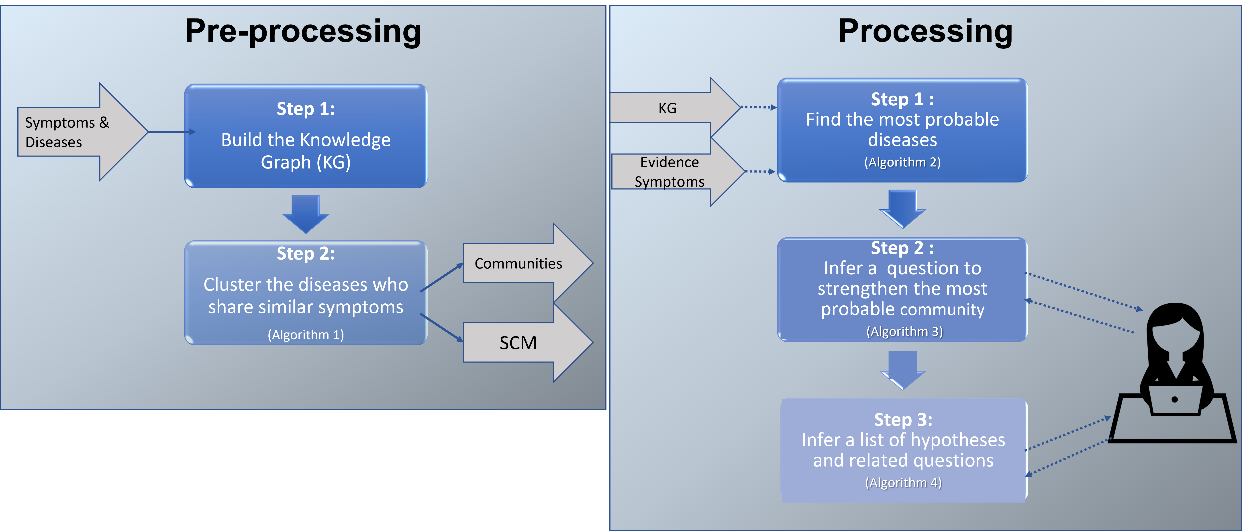 Pre-processing
Symptoms &
Diseases
Step 1:
Build the Knowledge
Graph (KG)
Step 2:
Cluster the diseases who
share similar symptoms
(Algorithm 1)
Communities
SCM
Processing
KG
Evidence
Symptoms
Step 1 :
Find the most probable
diseases
(Algorithm 2)
Step 2 :
Infer a question to
strengthen the most
probable community
(Algorithm 3)
Step 3:
Infer a list of hypotheses
and related questions
(Algorithm 4)